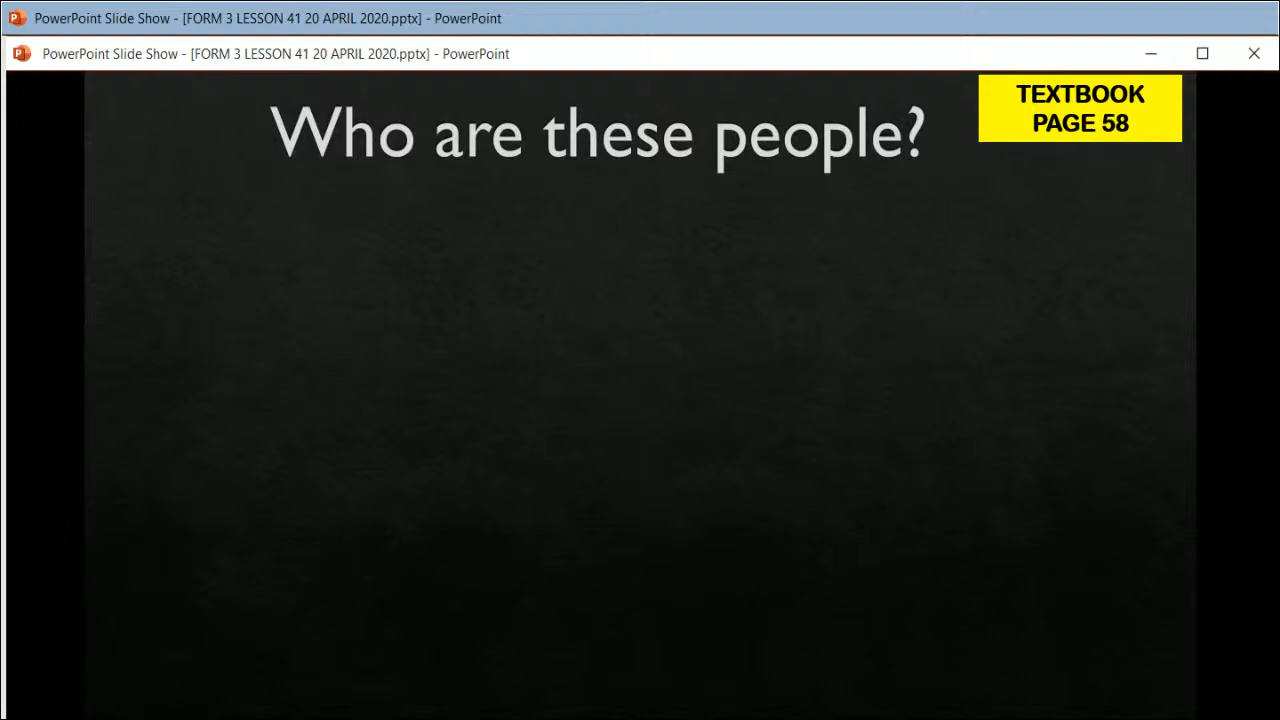 PowerPoint Slide Show - [FORM 3 LESSON 41 20 APRIL 2020.pptx] - PowerPoint
PowerPoint Slide Show - [FORM 3 LESSON 41 20 APRIL 2020.pptx] - PowerPoint
Who are these people?
TEXTBOOK
PAGE 58